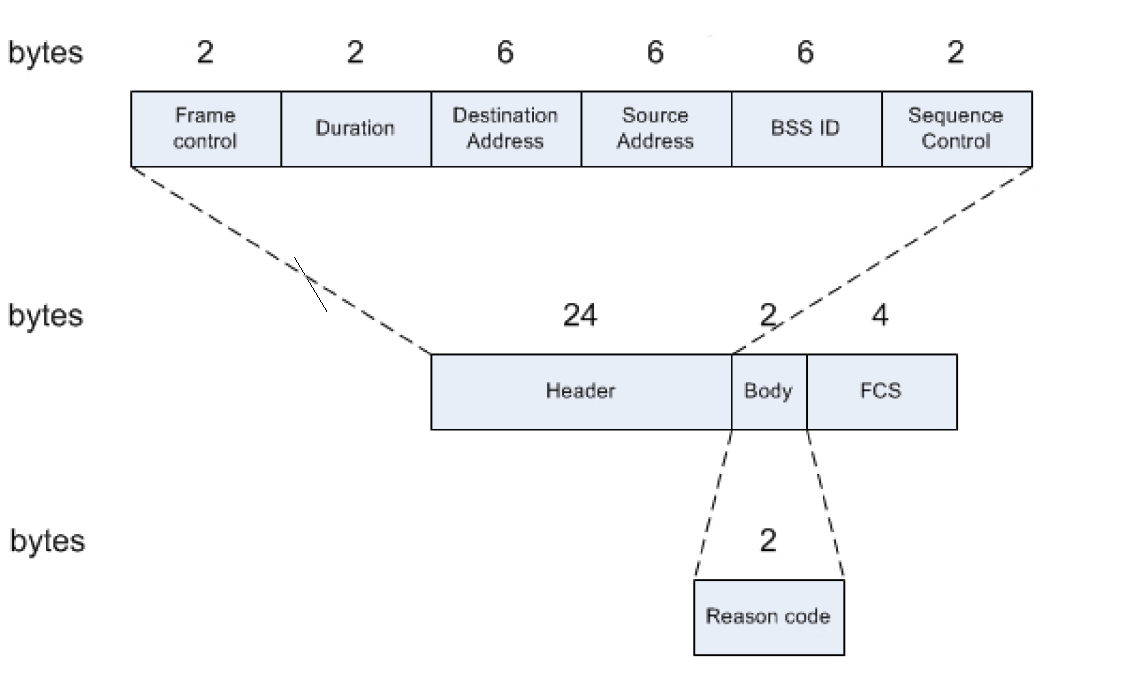 bytes 2 2 6 6 6 2
Frame control
Duration
Destination Address
Source Address
BSS ID
Sequence Control
bytes 24 2 4
Header Body FCS
bytes 2
Reason code